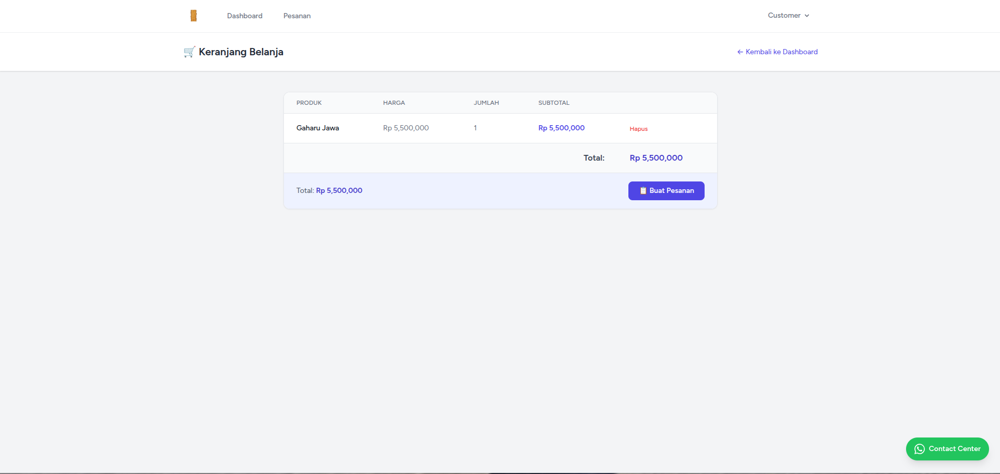 Dashboard Pesanan Customer
🛒 Keranjang Belanja ← Kembali ke Dashboard
PRODUK HARGA JUMLAH SUBTOTAL
Gaharu Jawa Rp 5,500,000 1 Rp 5,500,000 Hapus
Total: Rp 5,500,000
Total: Rp 5,500,000 📋 Buat Pesanan
Contact Center